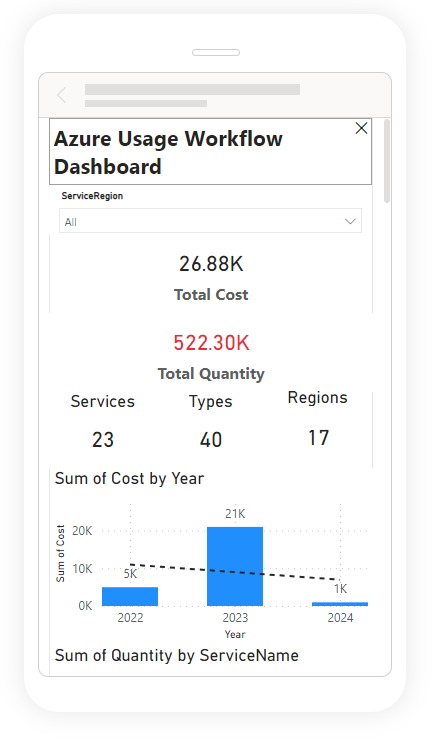 Azure Usage Workflow
Dashboard
ServiceRegion
All
26.88K
Total Cost
522.30K
Total Quantity
Services Types Regions
23 40 17
Sum of Cost by Year
Sum of Cost
20K
10K
0K
5K
21K
1K
2022 2023 2024
Year
Sum of Quantity by ServiceName